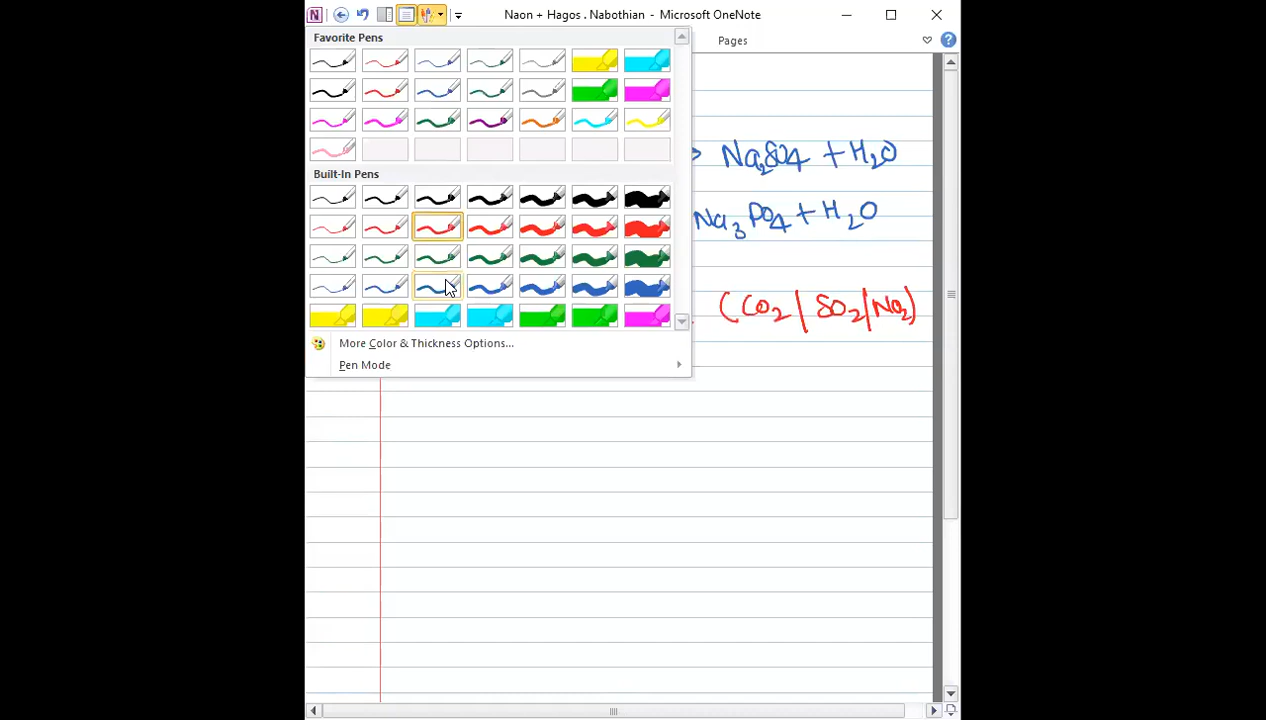 Naon + Hagos . Nabothian - Microsoft OneNote
Favorite Pens
Pages
Na2SO4 + H2O
Na3PO4 + H2O
Built-In Pens
(CO2 | SO2 | NO2)
More Color & Thickness Options...
Pen Mode